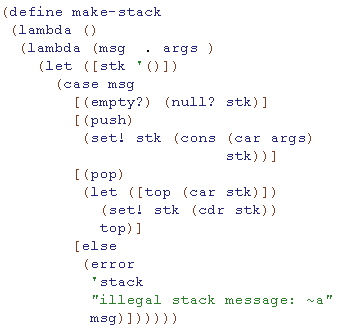 (define make-stack
(lambda ()
(lambda (msg . args )
(let ([stk '()])
(case msg
[(empty?) (null? stk)]
[(push)
(set! stk (cons (car args)
stk))]
[(pop)
(let ([top (car stk)])
(set! stk (cdr stk))
top)]
[else
(error
'stack
"illegal stack message: ~a"
msg)])))))